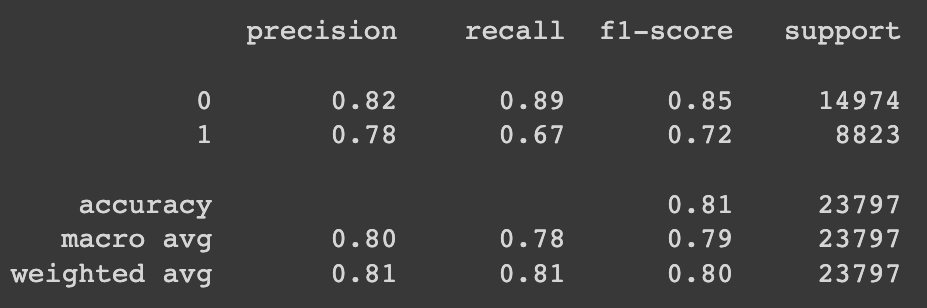 precision recall f1-score support
0 0.82 0.89 0.85 14974
1 0.78 0.67 0.72 8823
accuracy 0.81 23797
macro avg 0.80 0.78 0.79 23797
weighted avg 0.81 0.81 0.80 23797